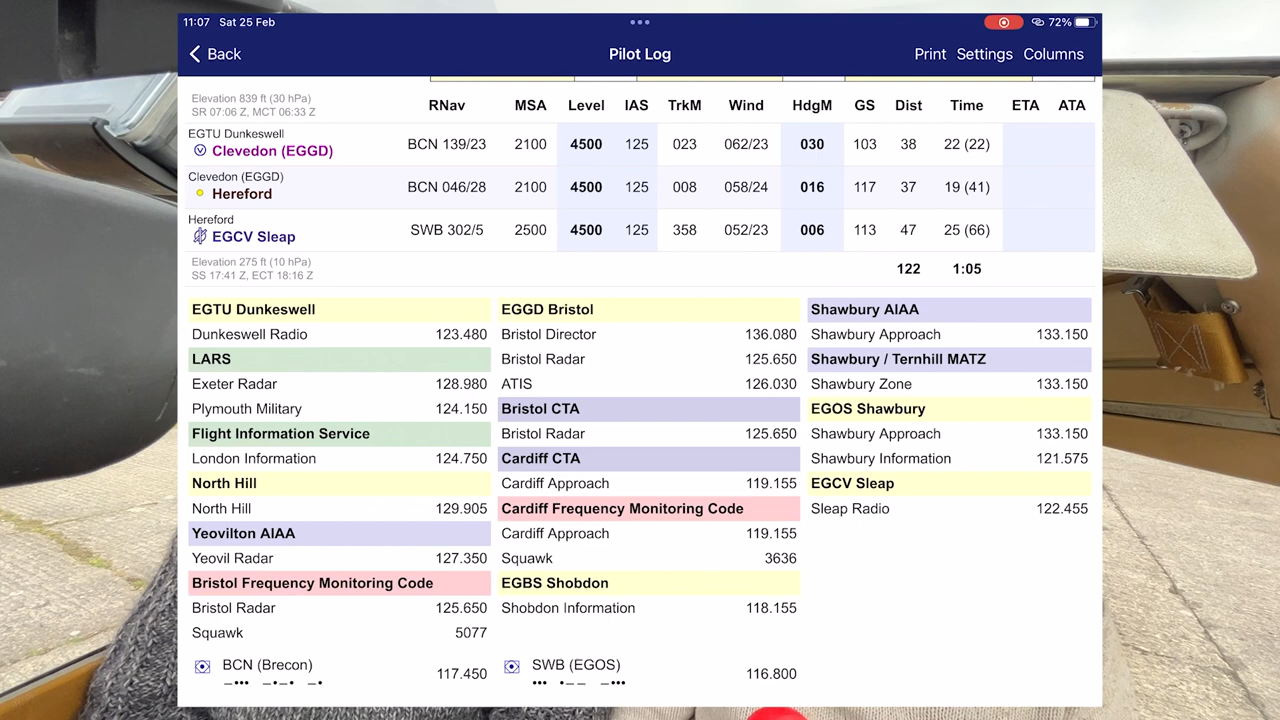 11:07 Sat 25 Feb
72%
Back Pilot Log Print Settings Columns
Elevation 839 ft (30 hPa)
SR 07:06 Z, MCT 06:33 Z
RNav MSA Level IAS TrkM Wind HdgM GS Dist Time ETA ATA
EGTU Dunkeswell
Clevedon (EGGD) BCN 139/23 2100 4500 125 023 062/23 030 103 38 22 (22)
Clevedon (EGGD)
Hereford BCN 046/28 2100 4500 125 008 058/24 016 117 37 19 (41)
Hereford
EGCV Sleap SWB 302/5 2500 4500 125 358 052/23 006 113 47 25 (66)
Elevation 275 ft (10 hPa)
SS 17:41 Z, ECT 18:16 Z
122 1:05
EGTU Dunkeswell
Dunkeswell Radio 123.480
LARS
Exeter Radar 128.980
Plymouth Military 124.150
Flight Information Service
London Information 124.750
North Hill
North Hill 129.905
Yeovilton AIAA
Yeovil Radar 127.350
Bristol Frequency Monitoring Code
Bristol Radar 125.650
Squawk 5077
BCN (Brecon) 117.450
EGGD Bristol
Bristol Director 136.080
Bristol Radar 125.650
ATIS 126.030
Bristol CTA
Bristol Radar 125.650
Cardiff CTA
Cardiff Approach 119.155
Cardiff Frequency Monitoring Code
Cardiff Approach 119.155
Squawk 3636
EGBS Shobdon
Shobdon Information 118.155
SWB (EGOS) 116.800
Shawbury AIAA
Shawbury Approach 133.150
Shawbury / Ternhill MATZ
Shawbury Zone 133.150
EGOS Shawbury
Shawbury Approach 133.150
Shawbury Information 121.575
EGCV Sleap
Sleap Radio 122.455